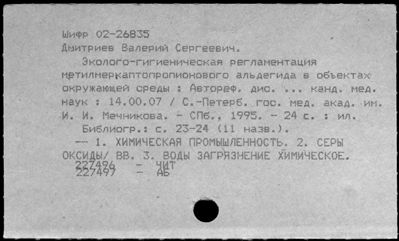 Шифр 02-26835
Дмитриев Валерий Сергеевич.
Эколого-гигиеническая регламентация
метилмеркаптопропионового альдегида в объектах
окружающей среды : Автореф. дис. ... канд. мед.
наук : 14.00.07 / С.-Петерб. гос. мед. акад. им.
И. И. Мечникова. - СПб., 1995. - 24 с. : ил.
Библиогр.: с. 23-24 (11 назв.).
-- 1. ХИМИЧЕСКАЯ ПРОМЫШЛЕННОСТЬ. 2. СЕРЫ
ОКСИДЫ/ ВВ. 3. ВОДЫ ЗАГРЯЗНЕНИЕ ХИМИЧЕСКОЕ.
227496 - ЧИТ
227497 - АБ